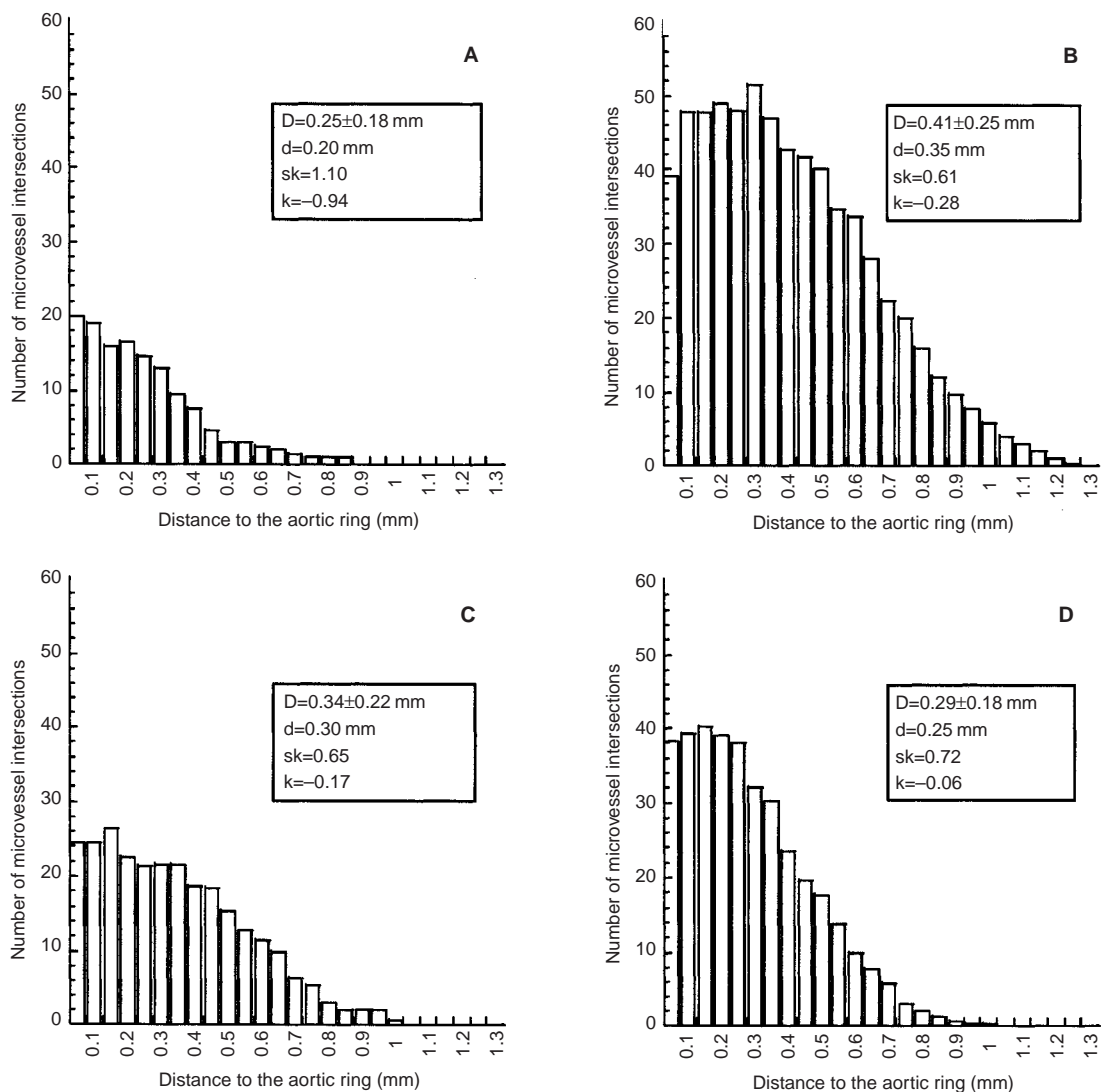 A
Number of microvessel intersections
60
50
40
30
20
10
0
D=0.25±0.18 mm
d=0.20 mm
sk=1.10
k=–0.94
0.1 0.2 0.3 0.4 0.5 0.6 0.7 0.8 0.9 1 1.1 1.2 1.3
Distance to the aortic ring (mm)
B
Number of microvessel intersections
60
50
40
30
20
10
0
D=0.41±0.25 mm
d=0.35 mm
sk=0.61
k=–0.28
0.1 0.2 0.3 0.4 0.5 0.6 0.7 0.8 0.9 1 1.1 1.2 1.3
Distance to the aortic ring (mm)
C
Number of microvessel intersections
60
50
40
30
20
10
0
D=0.34±0.22 mm
d=0.30 mm
sk=0.65
k=–0.17
0.1 0.2 0.3 0.4 0.5 0.6 0.7 0.8 0.9 1 1.1 1.2 1.3
Distance to the aortic ring (mm)
D
Number of microvessel intersections
60
50
40
30
20
10
0
D=0.29±0.18 mm
d=0.25 mm
sk=0.72
k=–0.06
0.1 0.2 0.3 0.4 0.5 0.6 0.7 0.8 0.9 1 1.1 1.2 1.3
Distance to the aortic ring (mm)